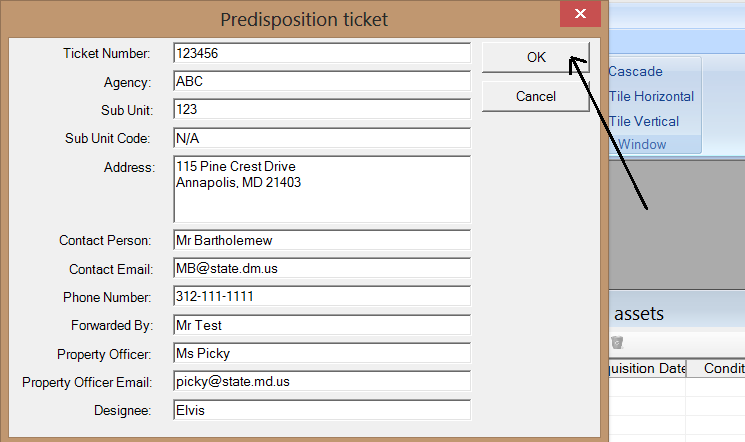 Predisposition ticket
Ticket Number: 123456
OK
Agency: ABC
Cancel
Sub Unit: 123
Sub Unit Code: N/A
Address: 115 Pine Crest Drive
Annapolis, MD 21403
Contact Person: Mr Bartholemew
Contact Email: MB@state.dm.us
Phone Number: 312-111-1111
Forwarded By: Mr Test
Property Officer: Ms Picky
Property Officer Email: picky@state.md.us
Designee: Elvis
Cascade
Tile Horizontal
Tile Vertical
Window
assets
quisition Date
Condit